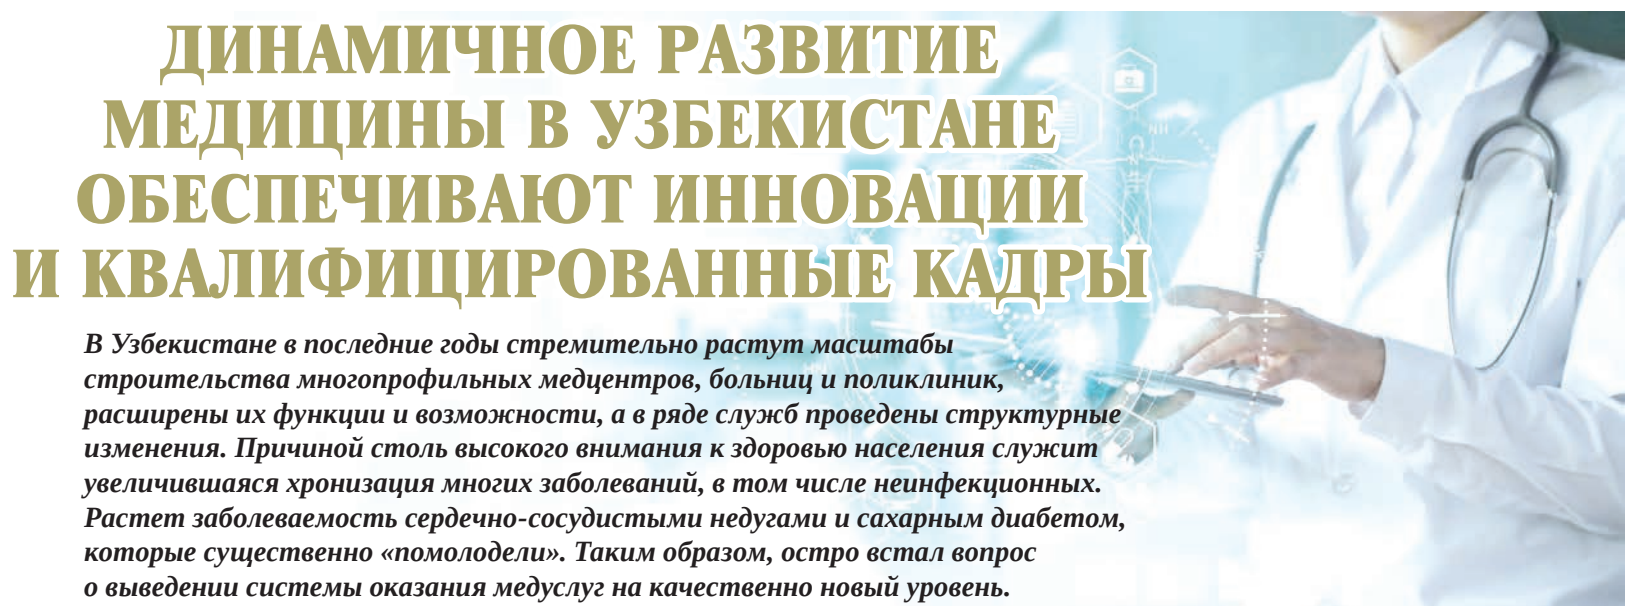 ДИНАМИЧНОЕ РАЗВИТИЕ
МЕДИЦИНЫ В УЗБЕКИСТАНЕ
ОБЕСПЕЧИВАЮТ ИННОВАЦИИ
И КВАЛИФИЦИРОВАННЫЕ КАДРЫ
В Узбекистане в последние годы стремительно растут масштабы
строительства многопрофильных медцентров, больниц и поликлиник,
расширены их функции и возможности, а в ряде служб проведены структурные
изменения. Причиной столь высокого внимания к здоровью населения служит
увеличившаяся хронизация многих заболеваний, в том числе неинфекционных.
Растет заболеваемость сердечно-сосудистыми недугами и сахарным диабетом,
которые существенно «помолодели». Таким образом, остро встал вопрос
о выведении системы оказания медуслуг на качественно новый уровень.